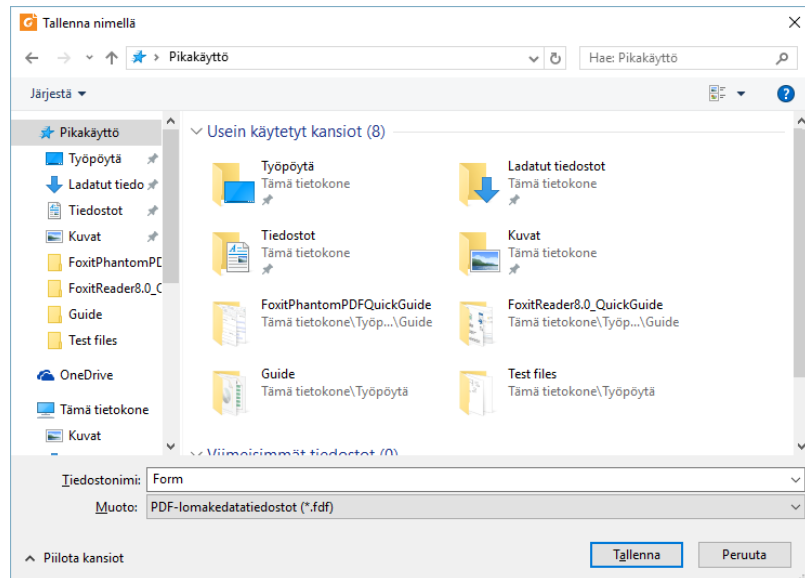 Tallenna nimellä
Pikakäyttö
Hae: Pikakäyttö
Järjestä
Pikakäyttö
Työpöytä
Ladatut tiedo
Tiedostot
Kuvat
FoxitPhantomPD
FoxitReader8.0_C
Guide
Test files
OneDrive
Tämä tietokone
Kuvat
Usein käytetyt kansiot (8)
Työpöytä
Tämä tietokone
Ladatut tiedostot
Tämä tietokone
Tiedostot
Tämä tietokone
Kuvat
Tämä tietokone
FoxitPhantomPDFQuickGuide
Tämä tietokone\Työp...\Guide
FoxitReader8.0_QuickGuide
Tämä tietokone\Työp...\Guide
Guide
Tämä tietokone\Työpöytä
Test files
Tämä tietokone\Työpöytä
Viimeisimmät tiedostot (0)
Tiedostonimi: Form
Muoto: PDF-lomakedatatiedostot (*.fdf)
Piilota kansiot
Tallenna
Peruuta